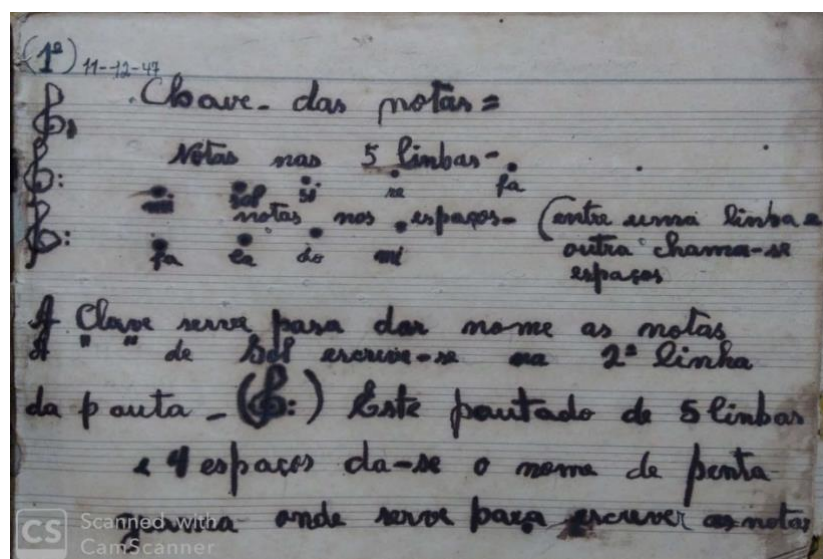 (1º) 11-12-47
Chave- das notas=
Notas nas 5 linhas-
mi sol si re fa
notas nos espaços- (entre uma linha e
outra chama-se
fa la do mi
espaços
A Clave serve para dar nome as notas
A " " de Sol escreve-se na 2ª linha
da pauta - ( :) Este pautado de 5 linhas
e 4 espaços da-se o nome de penta-
grama onde serve para escrever as notas
CS Scanned with
CamScanner